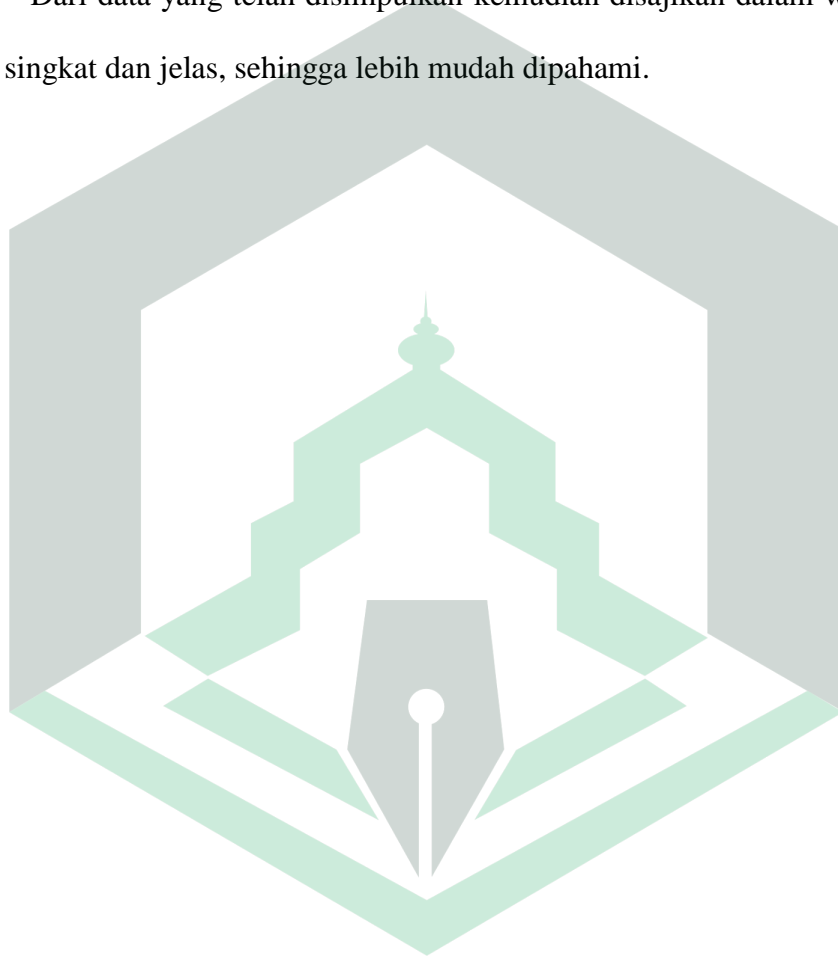 Dari data yang telah disimpulkan kemudian disajikan dalam
singkat dan jelas, sehingga lebih mudah dipahami.